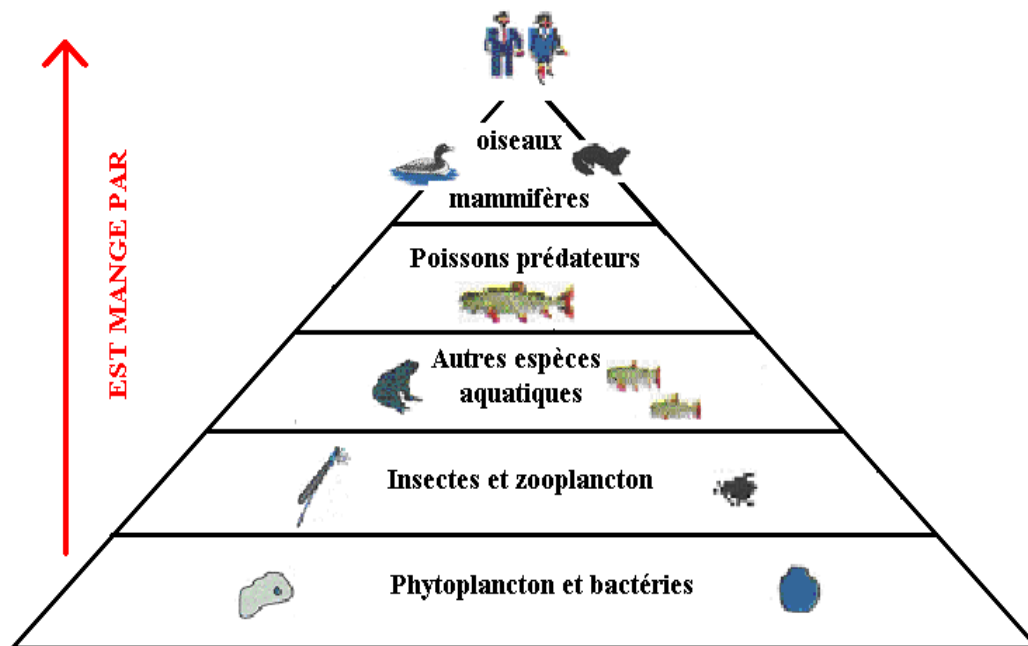 EST MANGE PAR
oiseaux
mammifères
Poissons prédateurs
Autres espèces
aquatiques
Insectes et zooplancton
Phytoplancton et bactéries